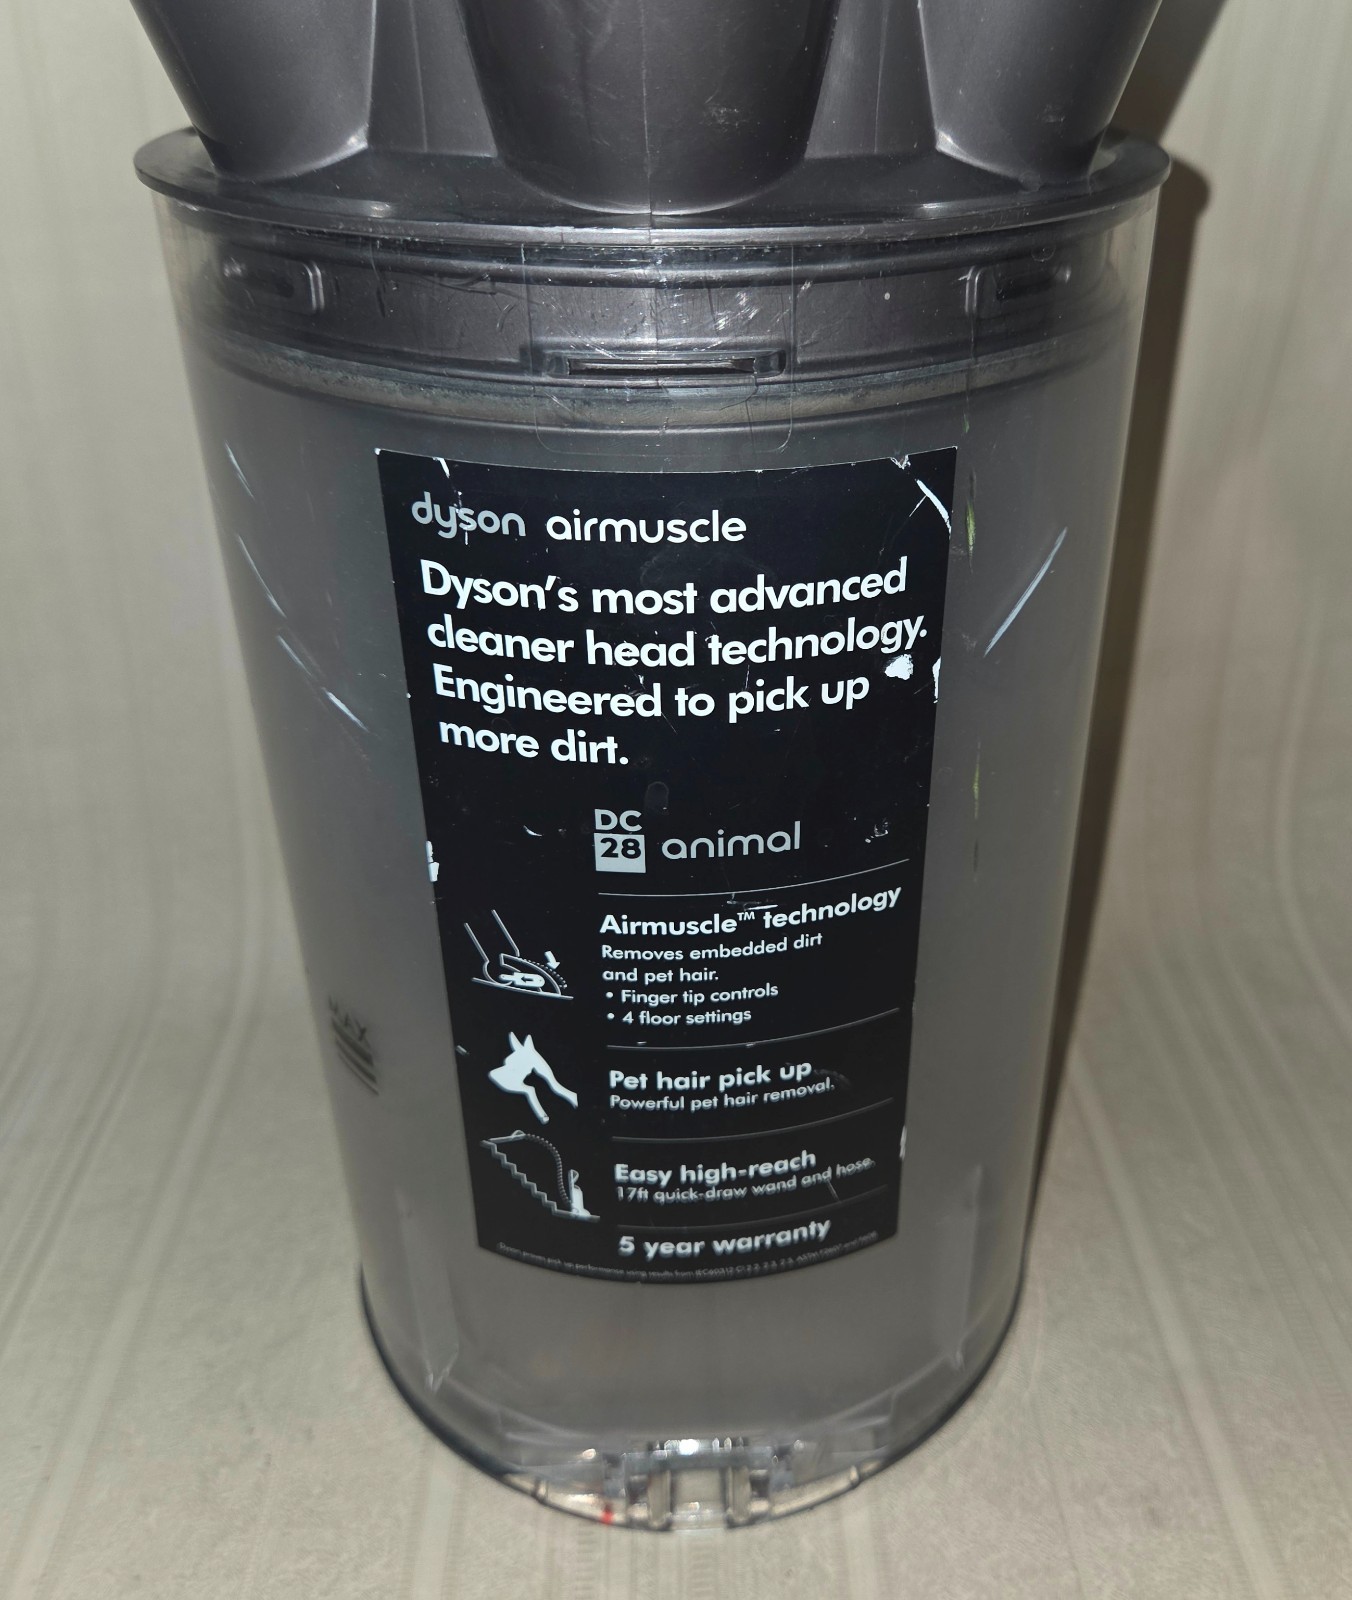 dyson airmuscle
Dyson's most advanced
cleaner head technology.
Engineered to pick up
more dirt.
DC
28 animal
Airmuscle™ technology
Removes embedded dirt
and pet hair.
• Finger tip controls
• 4 floor settings
MAX
Pet hair pick up
Powerful pet hair removal.
Easy high-reach
17ft quick-draw wand and hose.
5 year warranty